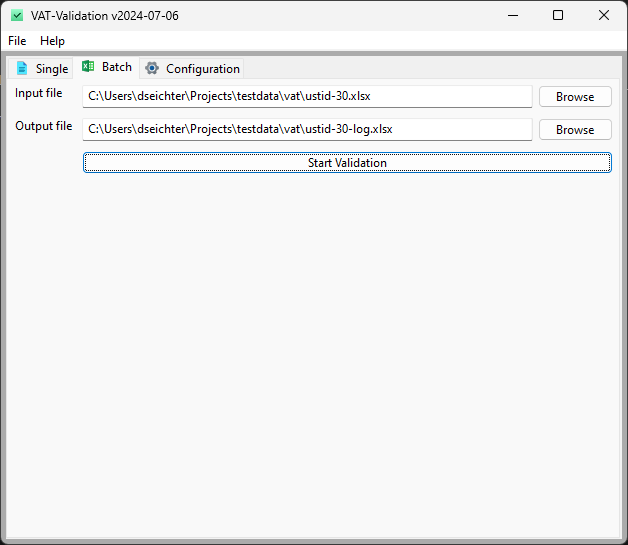 VAT-Validation v2024-07-06
File Help
Single Batch Configuration
Input file C:\Users\dseichter\Projects\testdata\vat\ustid-30.xlsx Browse
Output file C:\Users\dseichter\Projects\testdata\vat\ustid-30-log.xlsx Browse
Start Validation